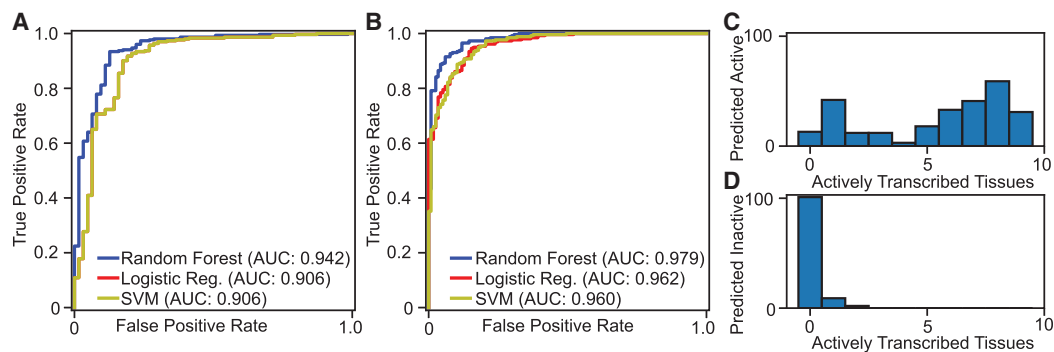 A
True Positive Rate
1.0
0.8
0.6
0.4
0.2
0
Random Forest (AUC: 0.942)
Logistic Reg. (AUC: 0.906)
SVM (AUC: 0.906)
0
False Positive Rate
1.0
B
True Positive Rate
1.0
0.8
0.6
0.4
0.2
0
Random Forest (AUC: 0.979)
Logistic Reg. (AUC: 0.962)
SVM (AUC: 0.960)
0
False Positive Rate
1.0
C
Predicted Active
100
0
0
5
10
Actively Transcribed Tissues
D
Predicted Inactive
100
0
0
5
10
Actively Transcribed Tissues